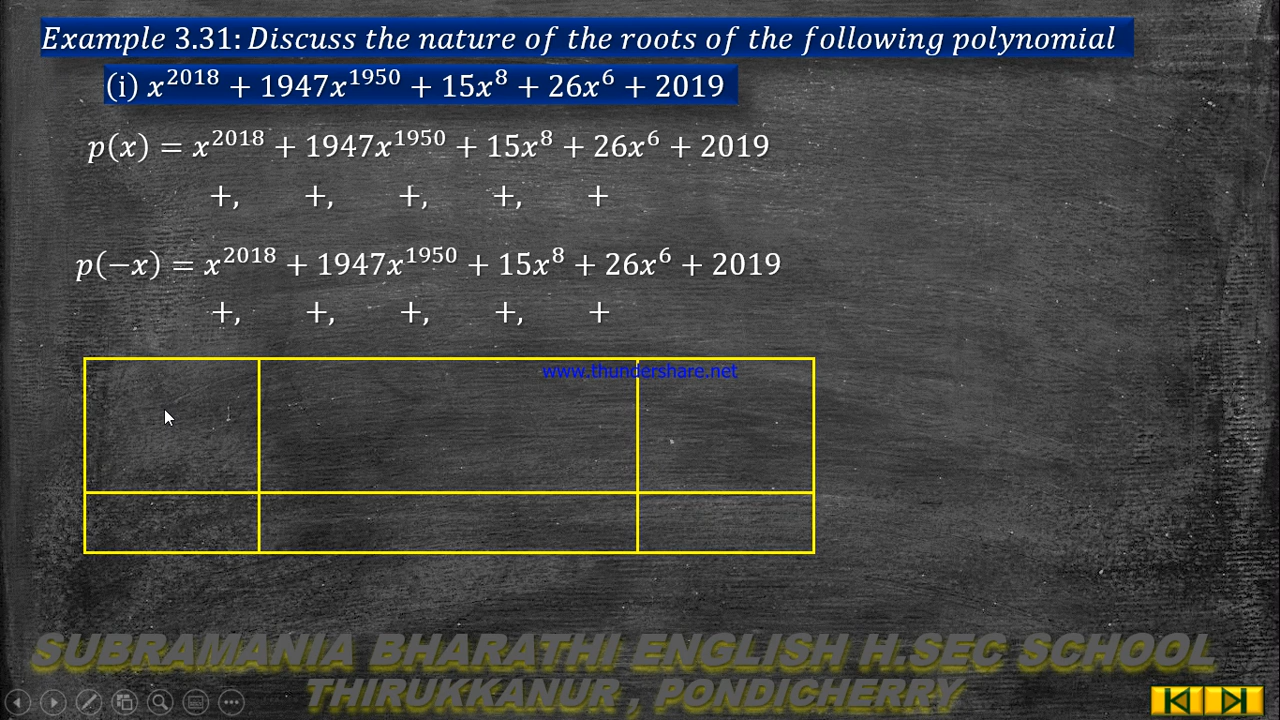 Example 3.31: Discuss the nature of the roots of the following polynomial
(i) x^2018 + 1947x^1950 + 15x^8 + 26x^6 + 2019
p(x) = x^2018 + 1947x^1950 + 15x^8 + 26x^6 + 2019
+, +, +, +, +
p(−x) = x^2018 + 1947x^1950 + 15x^8 + 26x^6 + 2019
+, +, +, +, +
www.thundershare.net
SUBRAMANIA BHARATHI ENGLISH H.SEC SCHOOL
THIRUKKANUR , PONDICHERRY